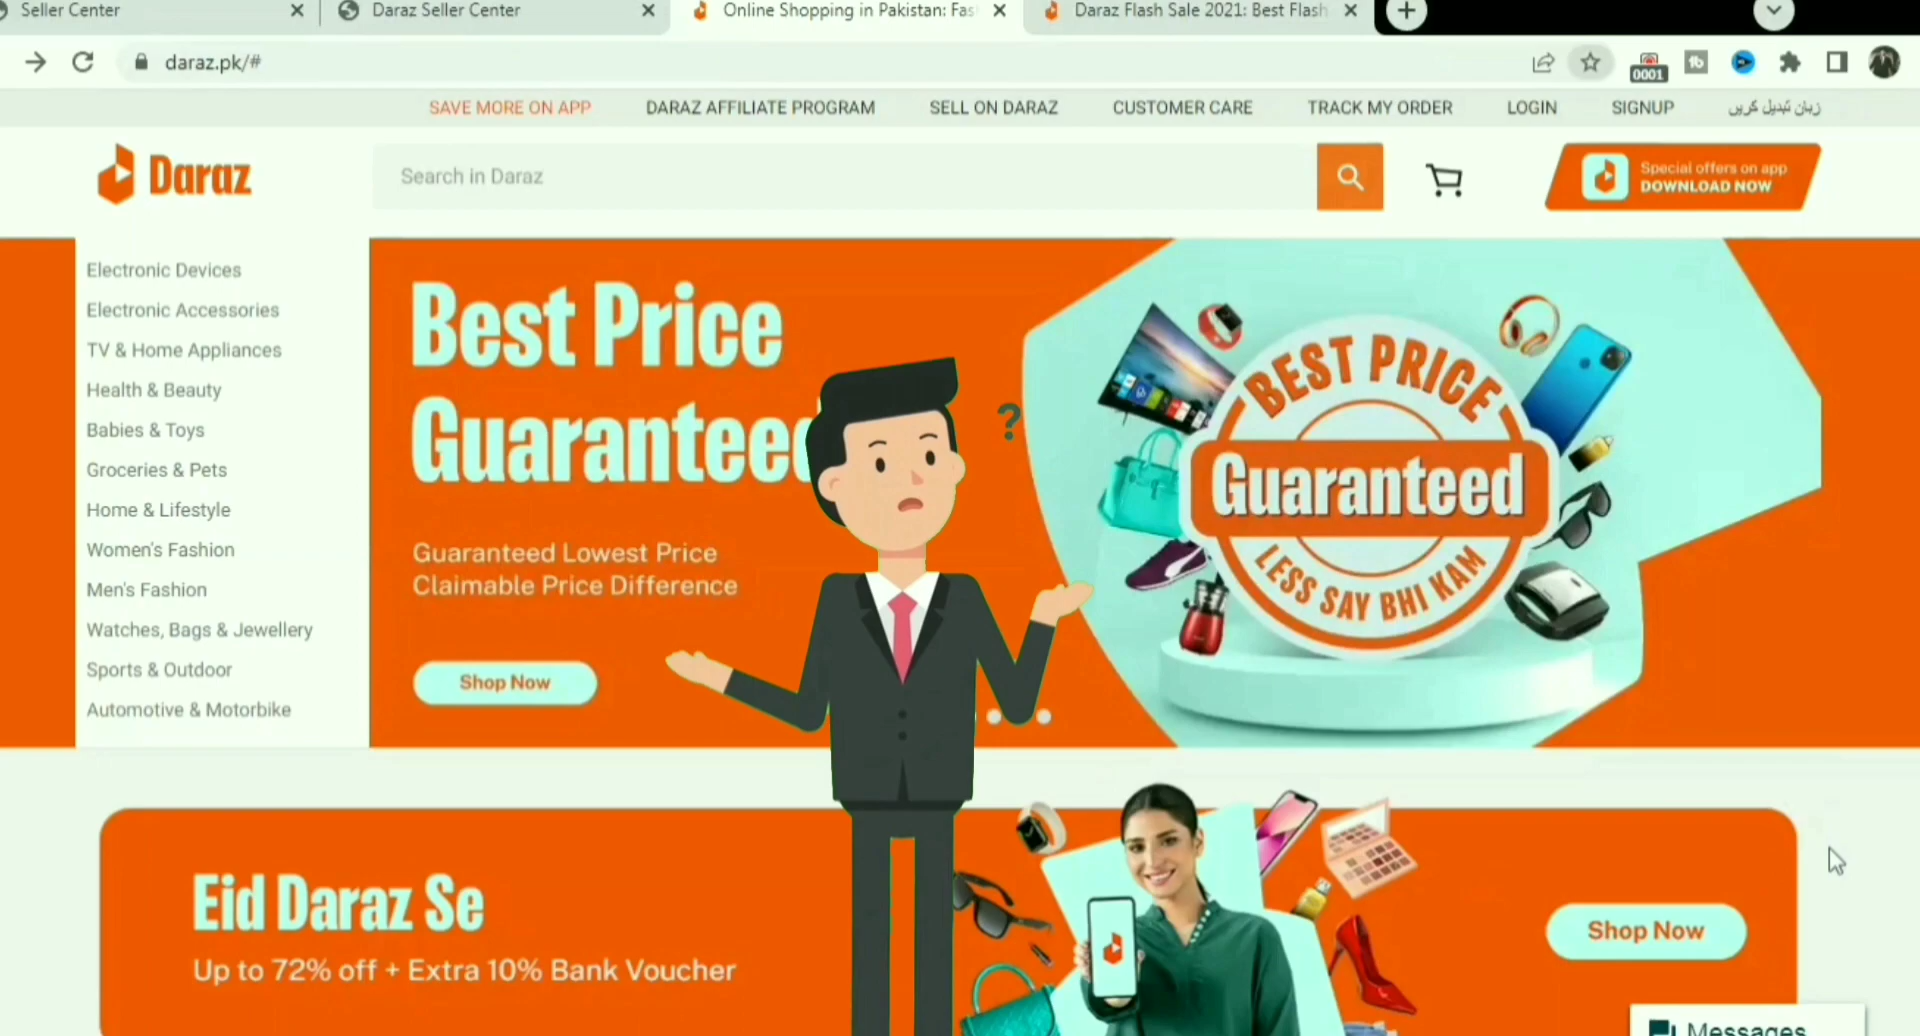 Seller Center
Daraz Seller Center
Online Shopping in Pakistan: Fas
Daraz Flash Sale 2021: Best Flash
daraz.pk/#
0001
SAVE MORE ON APP
DARAZ AFFILIATE PROGRAM
SELL ON DARAZ
CUSTOMER CARE
TRACK MY ORDER
LOGIN
SIGNUP
زبان تبدیل کریں
Daraz
Search in Daraz
Special offers on app
DOWNLOAD NOW
Electronic Devices
Electronic Accessories
TV & Home Appliances
Health & Beauty
Babies & Toys
Groceries & Pets
Home & Lifestyle
Women's Fashion
Men's Fashion
Watches, Bags & Jewellery
Sports & Outdoor
Automotive & Motorbike
Best Price
Guaranteed
Guaranteed Lowest Price
Claimable Price Difference
Shop Now
?
BEST PRICE
Guaranteed
LESS SAY BHI KAM
Eid Daraz Se
Up to 72% off + Extra 10% Bank Voucher
Shop Now
Messages